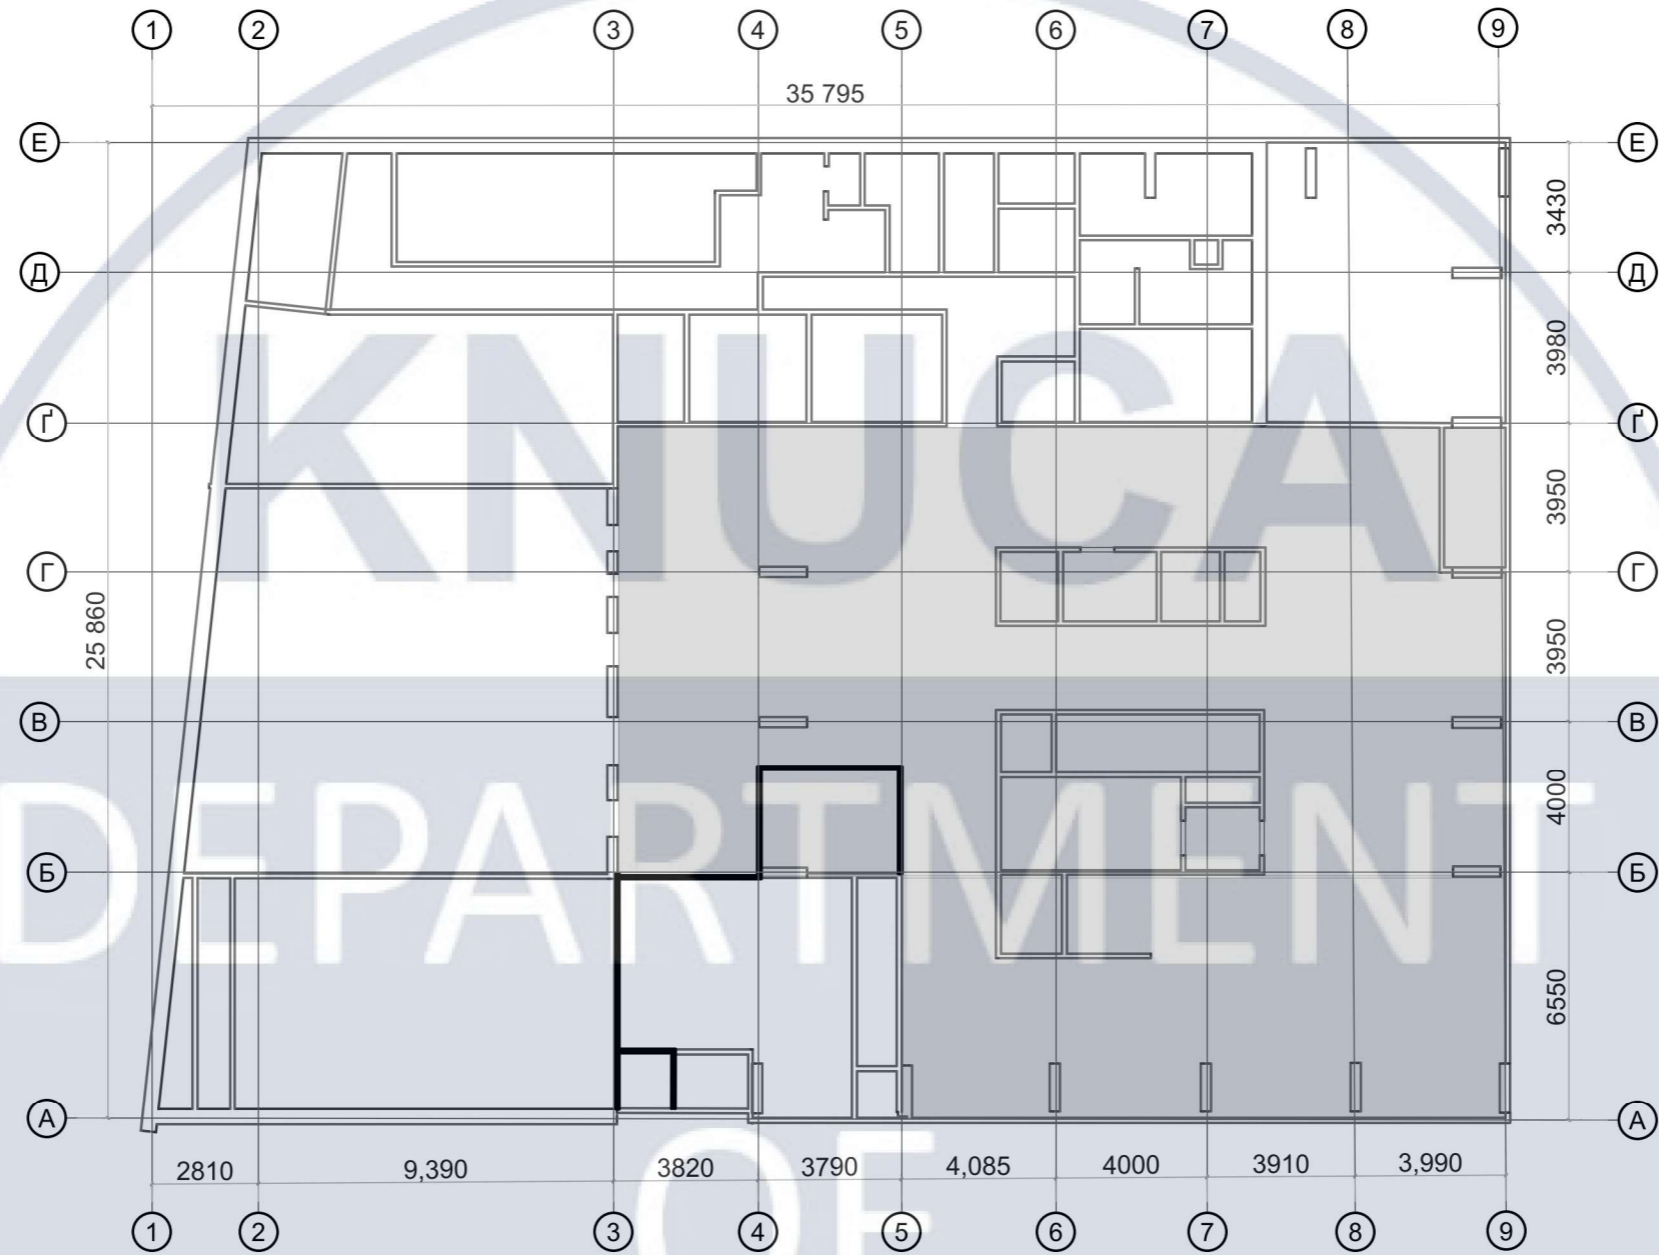 1 2 3 4 5 6 7 8 9
35 795
Е Е
3430
Д Д
3980
KNUCA
Ґ Ґ
3950
Г Г
25 860
3950
В В
4000
DEPARTMENT
Б Б
6550
А А
OF
2810 9,390 3820 3790 4,085 4000 3910 3,990
1 2 3 4 5 6 7 8 9